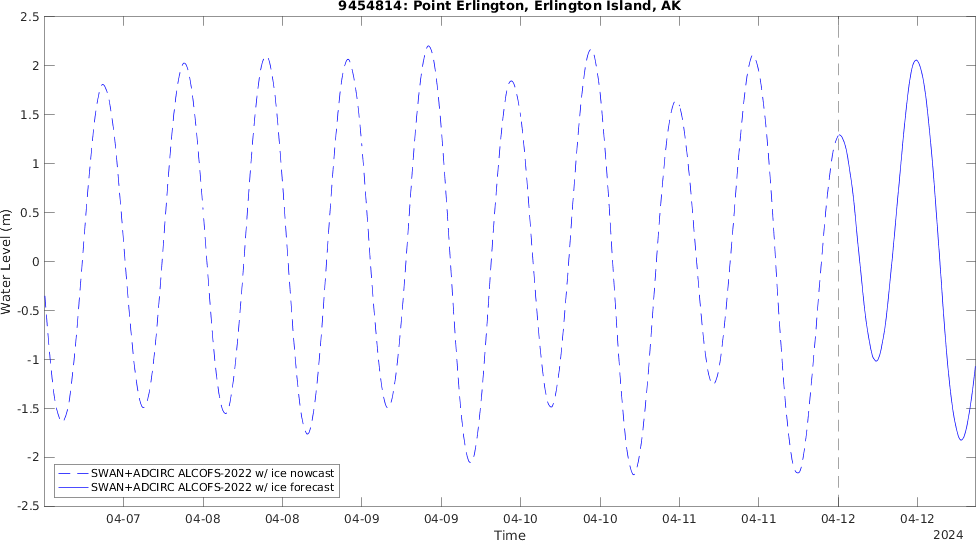 9454814: Point Erlington, Erlington Island, AK
2.5
2
1.5
1
0.5
0
-0.5
-1
-1.5
-2
-2.5
Water Level (m)
SWAN+ADCIRC ALCOFS-2022 w/ ice nowcast
SWAN+ADCIRC ALCOFS-2022 w/ ice forecast
04-07 04-08 04-08 04-09 04-09 04-10 04-10 04-11 04-11 04-12 04-12
Time
2024